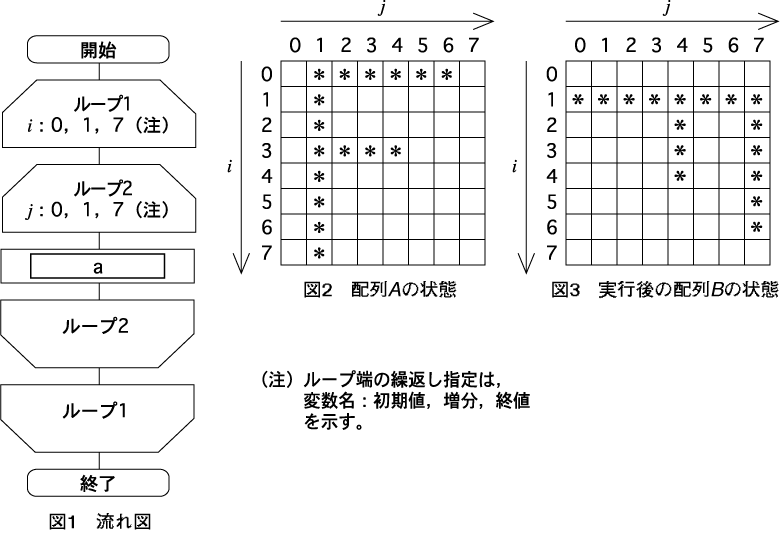 開始
ループ1
i：0，1，7（注）
ループ2
j：0，1，7（注）
a
ループ2
ループ1
終了
図1　流れ図
j
0 1 2 3 4 5 6 7
i
0 * * * * * *
1 *
2 *
3 * * * *
4 *
5 *
6 *
7 *
図2　配列Aの状態
j
0 1 2 3 4 5 6 7
i
0
1 * * * * * * * *
2 * *
3 * *
4 * *
5 *
6 *
7
図3　実行後の配列Bの状態
（注）ループ端の繰返し指定は，
変数名：初期値，増分，終値
を示す。